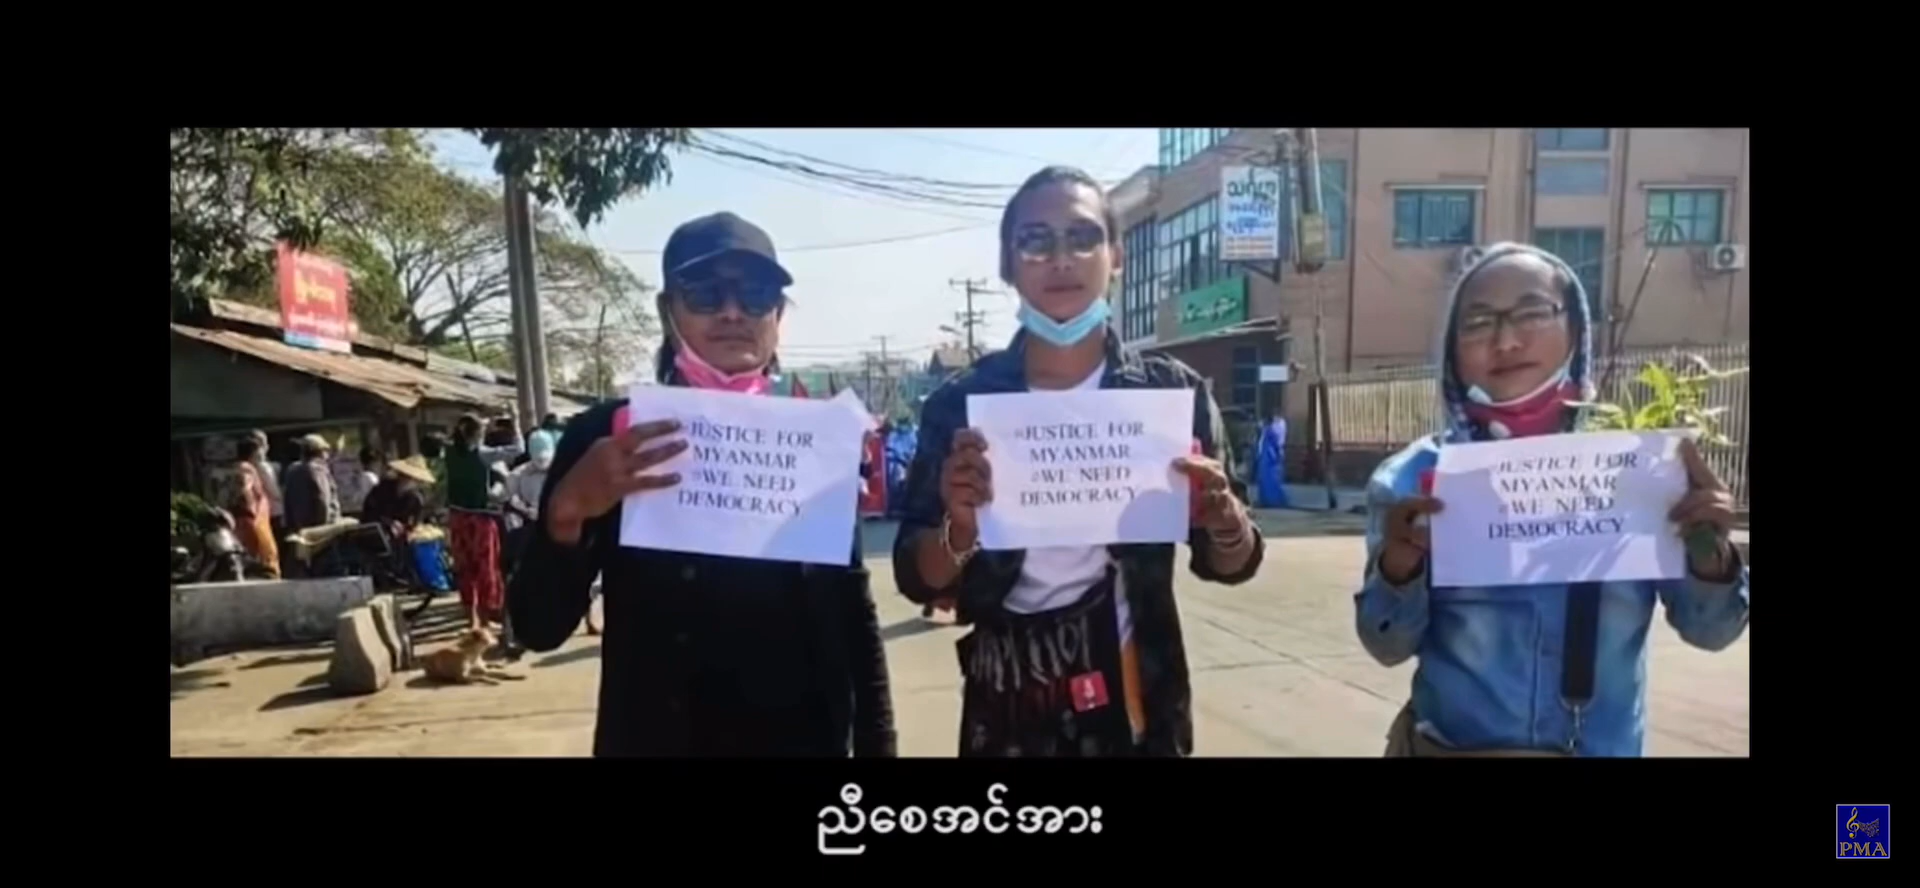 #JUSTICE FOR
MYANMAR
#WE NEED
DEMOCRACY
#JUSTICE FOR
MYANMAR
#WE NEED
DEMOCRACY
#JUSTICE FOR
MYANMAR
#WE NEED
DEMOCRACY
ညီစေအင်အား
PMA